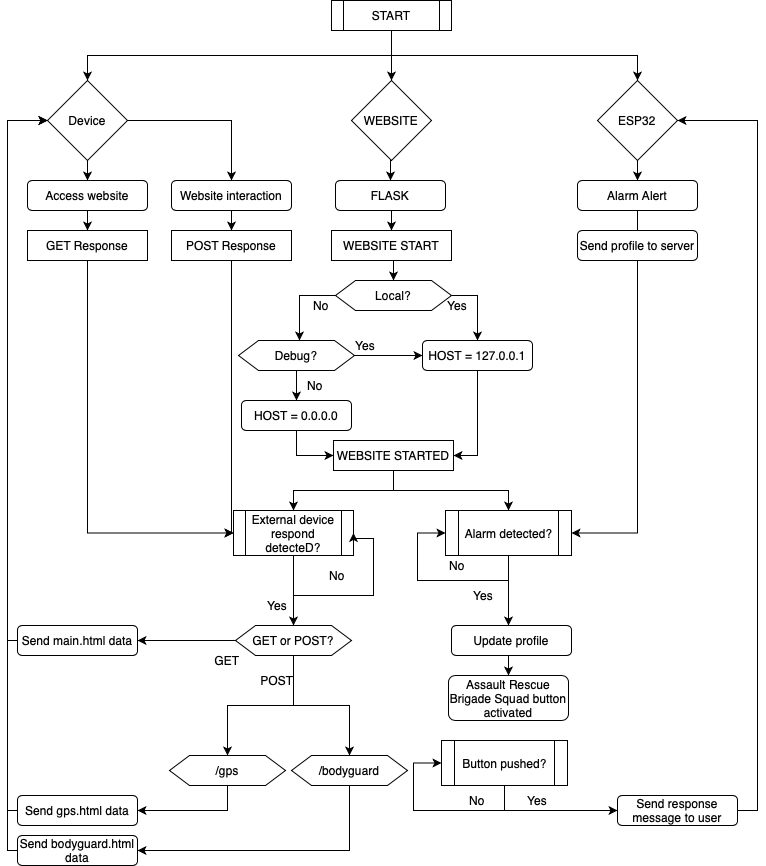 START
Device
WEBSITE
ESP32
Access website
Website interaction
FLASK
Alarm Alert
GET Response
POST Response
WEBSITE START
Send profile to server
Local?
No
Yes
Debug?
Yes
HOST = 127.0.0.1
No
HOST = 0.0.0.0
WEBSITE STARTED
External device
respond
detecteD?
Alarm detected?
No
No
Yes
Yes
Send main.html data
GET or POST?
Update profile
GET
POST
Assault Rescue
Brigade Squad button
activated
/gps
/bodyguard
Button pushed?
No
Yes
Send gps.html data
Send response
message to user
Send bodyguard.html
data